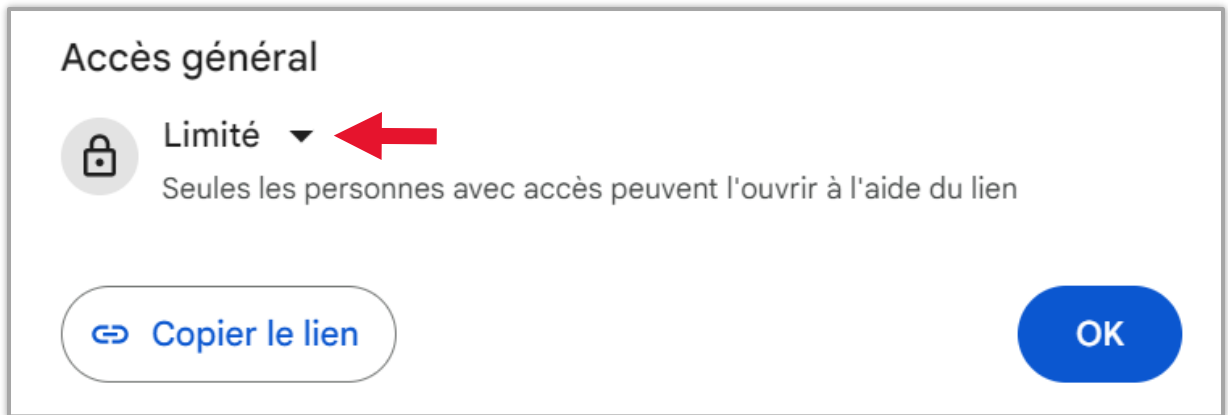 Accès général
Limité
Seules les personnes avec accès peuvent l'ouvrir à l'aide du lien
Copier le lien
OK